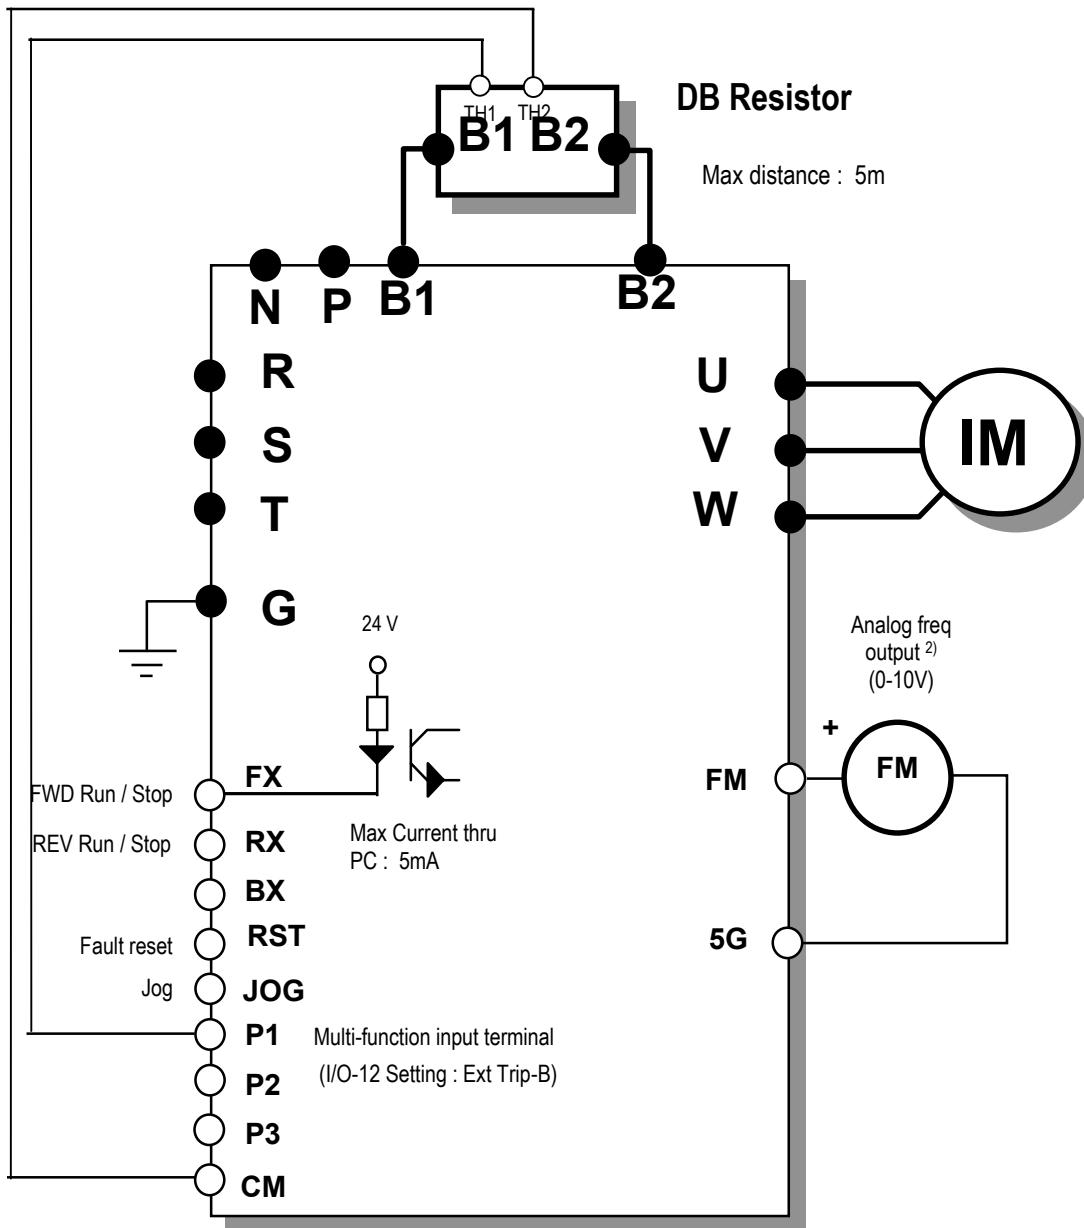 DB Resistor
TH1 TH2
B1 B2
Max distance : 5m
N P B1 B2
R
S
T
G
U
V
W
IM
24 V
Analog freq
output 2)
(0-10V)
+
FM
FM
5G
FWD Run / Stop FX
REV Run / Stop RX
Max Current thru
PC : 5mA
BX
Fault reset RST
Jog JOG
P1 Multi-function input terminal
(I/O-12 Setting : Ext Trip-B)
P2
P3
CM